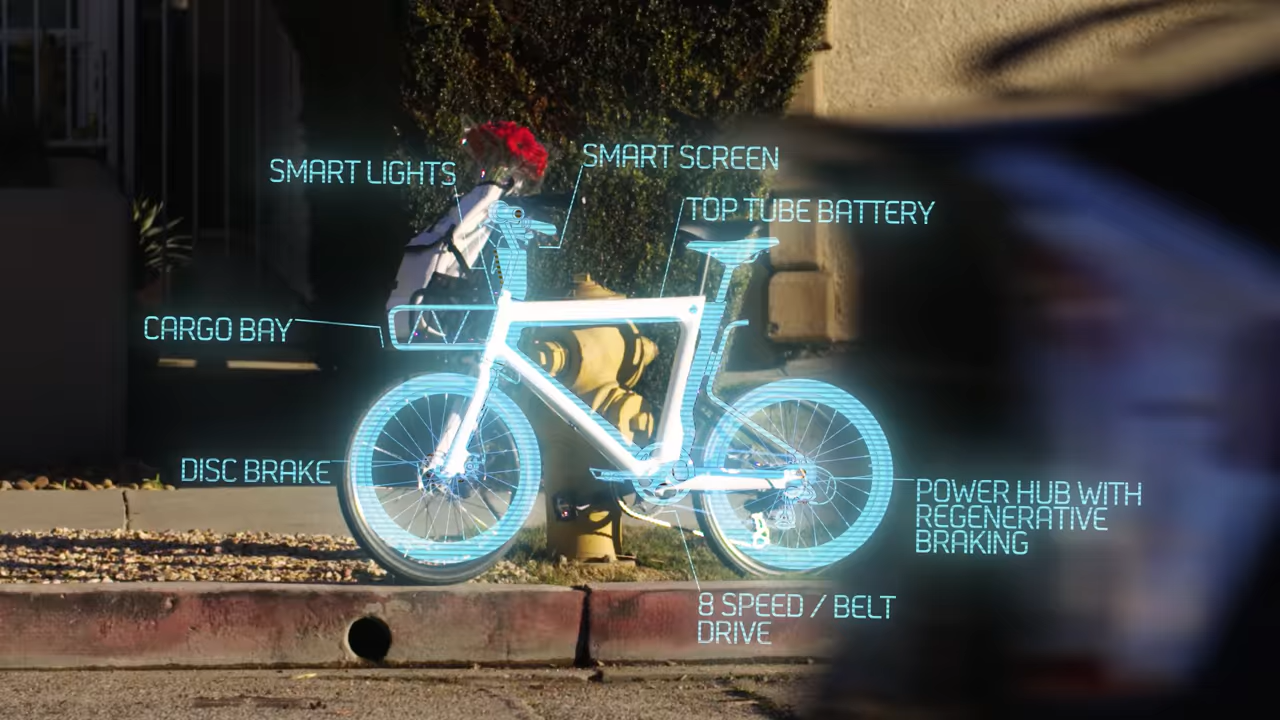 SMART LIGHTS
SMART SCREEN
TOP TUBE BATTERY
CARGO BAY
DISC BRAKE
POWER HUB WITH
REGENERATIVE
BRAKING
8 SPEED / BELT
DRIVE